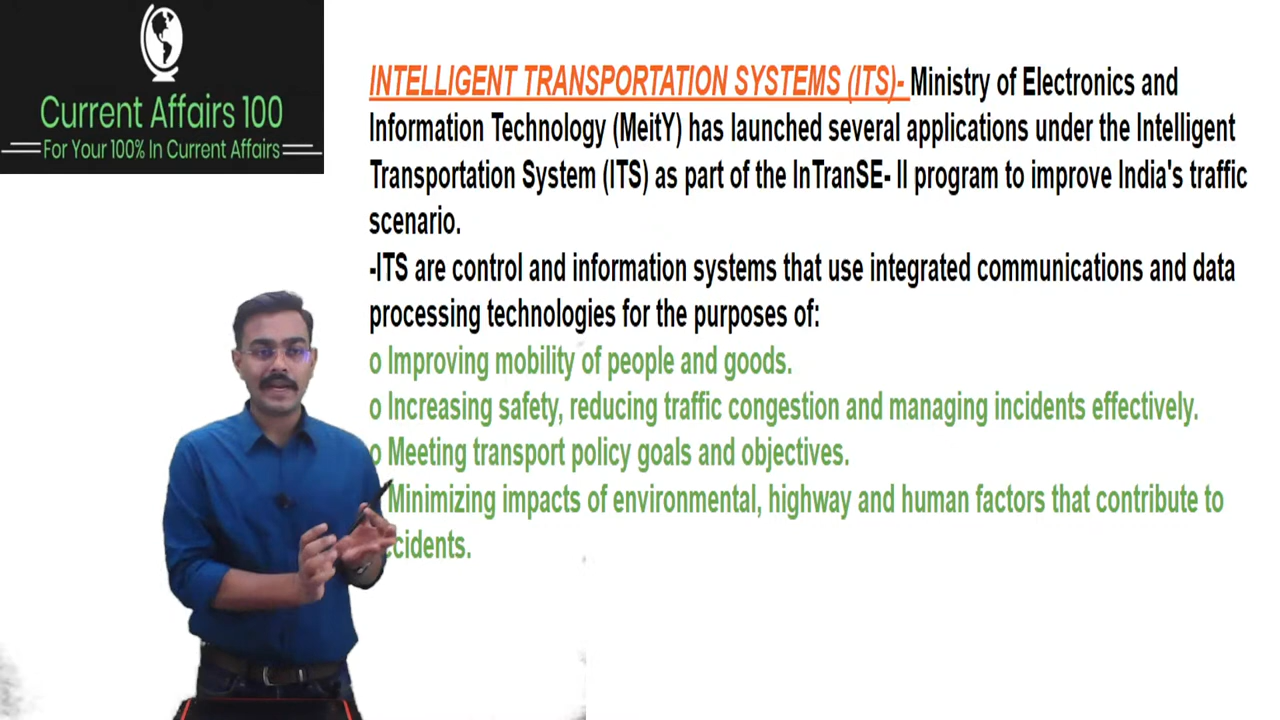 Current Affairs 100
For Your 100% In Current Affairs
INTELLIGENT TRANSPORTATION SYSTEMS (ITS)- Ministry of Electronics and
Information Technology (MeitY) has launched several applications under the Intelligent
Transportation System (ITS) as part of the InTranSE- II program to improve India's traffic
scenario.
-ITS are control and information systems that use integrated communications and data
processing technologies for the purposes of:
o Improving mobility of people and goods.
o Increasing safety, reducing traffic congestion and managing incidents effectively.
o Meeting transport policy goals and objectives.
Minimizing impacts of environmental, highway and human factors that contribute to
ccidents.